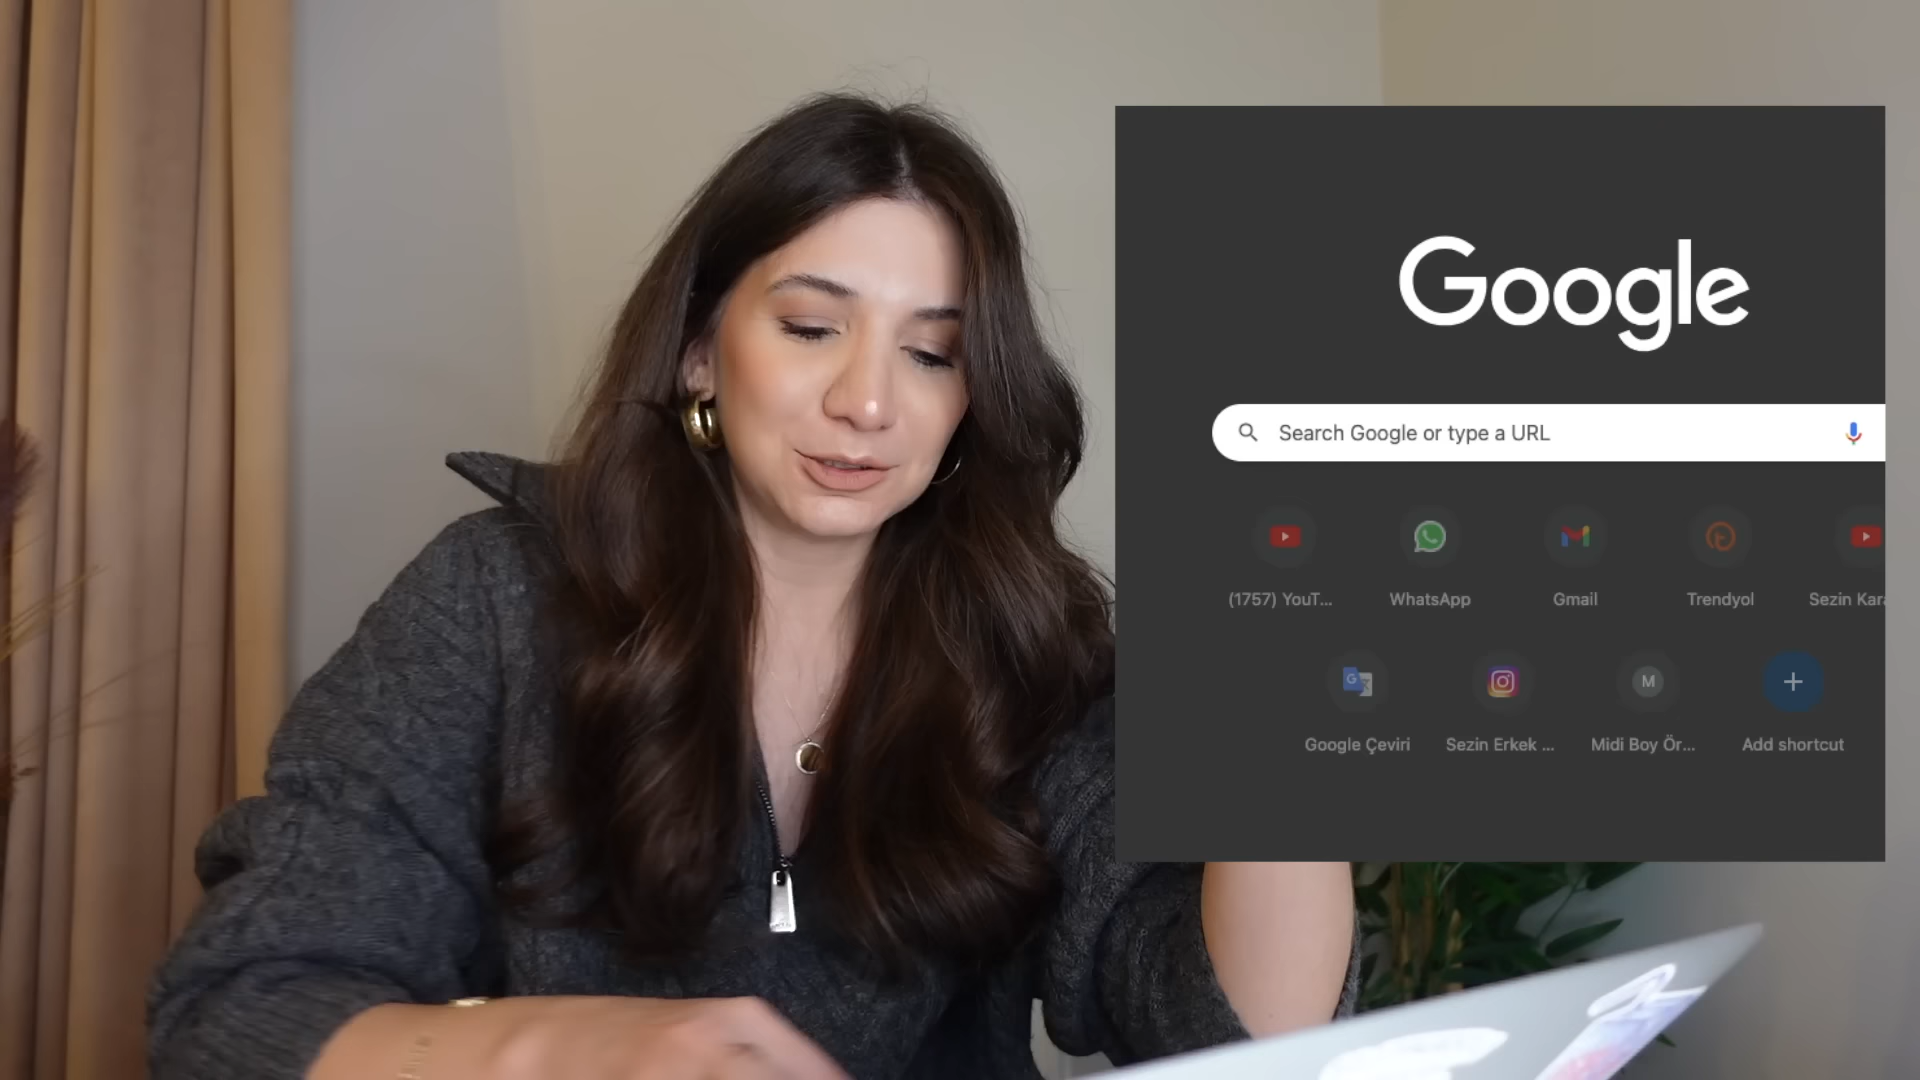 Google
Search Google or type a URL
(1757) YouT...
WhatsApp
Gmail
Trendyol
Sezin Kar
Google Çeviri
Sezin Erkek ...
Midi Boy Ör...
Add shortcut
M